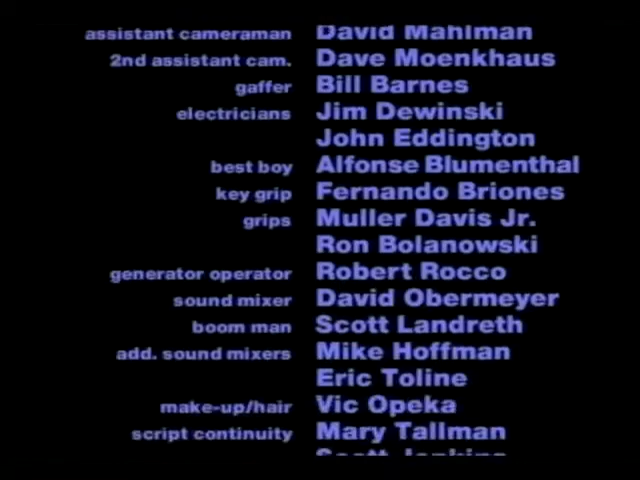 assistant cameraman David Mahlman
2nd assistant cam. Dave Moenkhaus
gaffer Bill Barnes
electricians Jim Dewinski
John Eddington
best boy Alfonse Blumenthal
key grip Fernando Briones
grips Muller Davis Jr.
Ron Bolanowski
generator operator Robert Rocco
sound mixer David Obermeyer
boom man Scott Landreth
add. sound mixers Mike Hoffman
Eric Toline
make-up/hair Vic Opeka
script continuity Mary Tallman